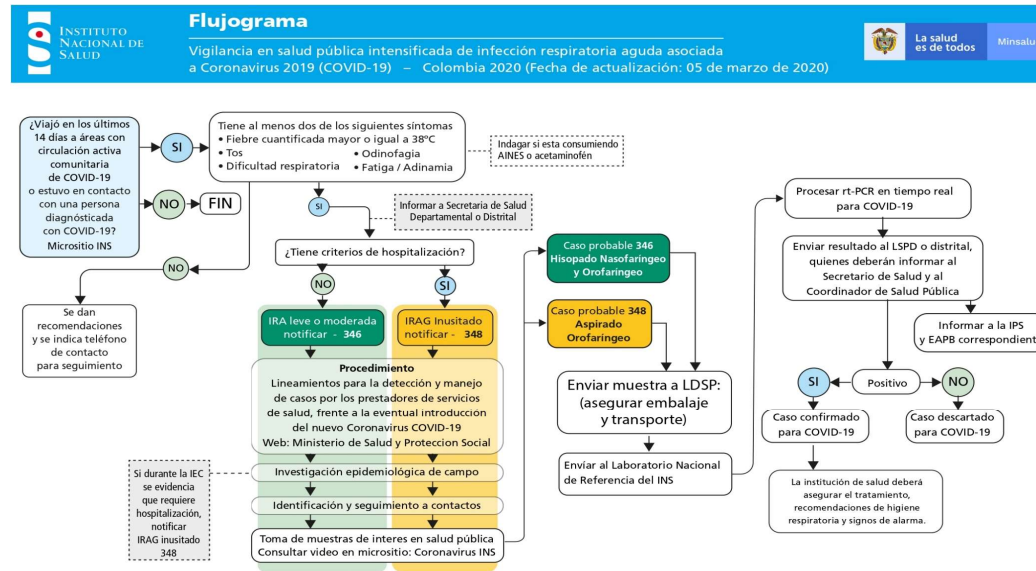 INSTITUTO
NACIONAL DE
SALUD
Flujograma
Vigilancia en salud pública intensificada de infección respiratoria aguda asociada
a Coronavirus 2019 (COVID-19) – Colombia 2020 (Fecha de actualización: 05 de marzo de 2020)
La salud
es de todos
Minsalu
¿Viajó en los últimos
14 días a áreas con
circulación activa
comunitaria
de COVID-19
o estuvo en contacto
con una persona
diagnósticada
con COVID-19?
Micrositio INS
SI
NO
FIN
Tiene al menos dos de los siguientes síntomas
• Fiebre cuantificada mayor o igual a 38ºC
• Tos
• Odinofagia
• Dificultad respiratoria
• Fatiga / Adinamia
Indagar si esta consumiendo
AINES o acetaminofén
NO
Se dan
recomendaciones
y se indica teléfono
de contacto
para seguimiento
SI
Informar a Secretaria de Salud
Departamental o Distrital
¿Tiene criterios de hospitalización?
NO
SI
IRA leve o moderada
notificar - 346
IRAG Inusitado
notificar - 348
Procedimiento
Lineamientos para la detección y manejo
de casos por los prestadores de servicios
de salud, frente a la eventual introducción
del nuevo Coronavirus COVID-19
Web: Ministerio de Salud y Proteccion Social
Investigación epidemiológica de campo
Identificación y seguimiento a contactos
Toma de muestras de interes en salud pública
Consultar video en micrositio: Coronavirus INS
Si durante la IEC
se evidencia
que requiere
hospitalización,
notificar
IRAG inusitado
348
Caso probable 346
Hisopado Nasofaríngeo
y Orofaríngeo
Caso probable 348
Aspirado
Orofaríngeo
Enviar muestra a LDSP:
(asegurar embalaje
y transporte)
Envíar al Laboratorio Nacional
de Referencia del INS
Procesar rt-PCR en tiempo real
para COVID-19
Enviar resultado al LSPD o distrital,
quienes deberán informar al
Secretario de Salud y al
Coordinador de Salud Pública
Informar a la IPS
y EAPB correspondient
Positivo
SI
NO
Caso confirmado
para COVID-19
Caso descartado
para COVID-19
La institución de salud deberá
asegurar el tratamiento,
recomendaciones de higiene
respiratoria y signos de alarma.